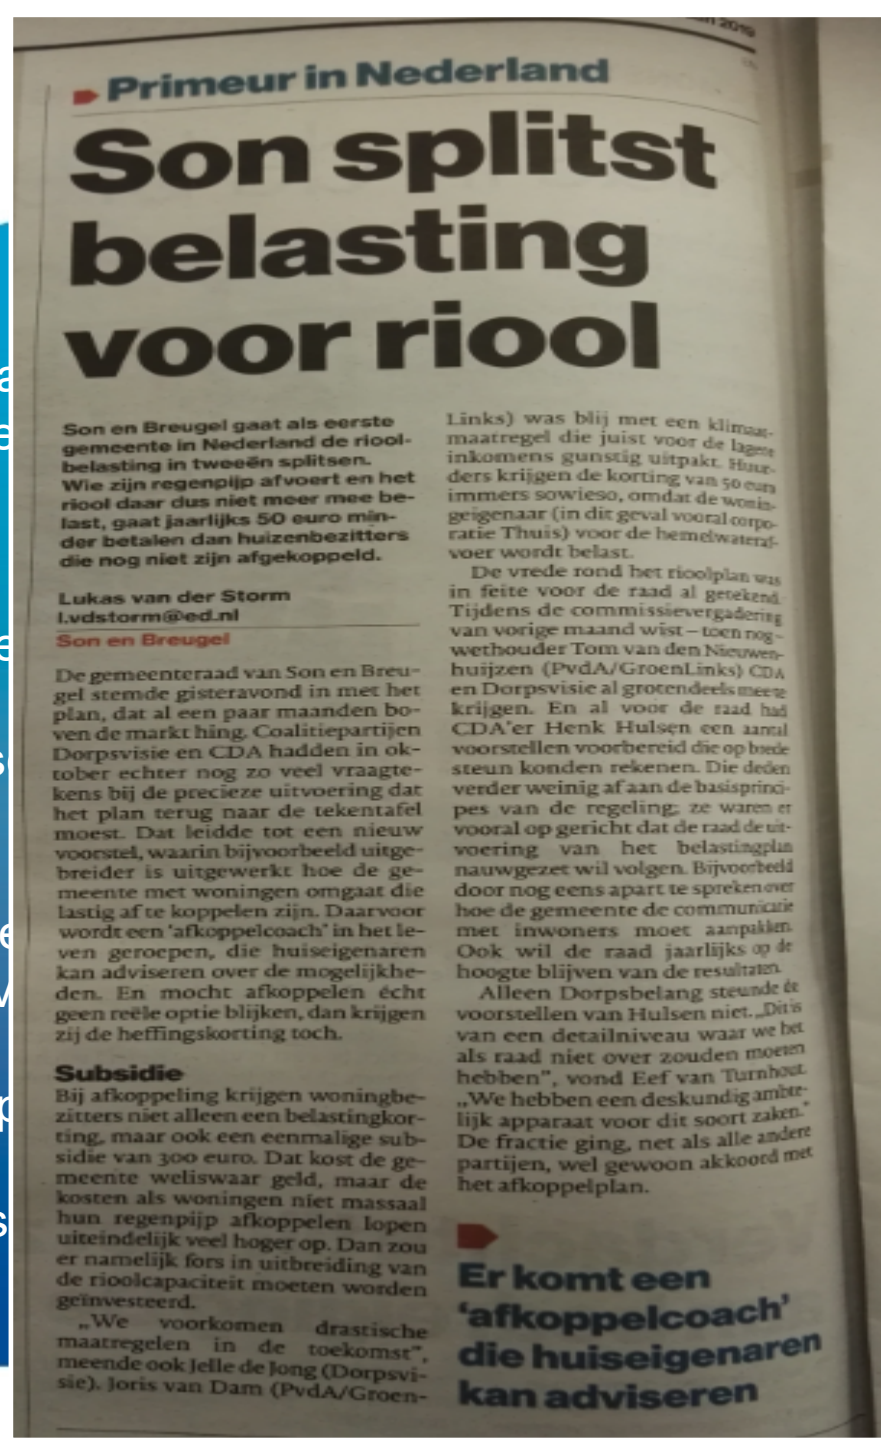 2019
Primeur in Nederland
Son splitst
belasting
voor riool
Son en Breugel gaat als eerste
gemeente in Nederland de riool-
belasting in tweeën splitsen.
Wie zijn regenpijp afvoert en het
riool daar dus niet meer mee be-
last, gaat jaarlijks 50 euro min-
der betalen dan huizenbezitters
die nog niet zijn afgekoppeld.
Lukas van der Storm
l.vdstorm@ed.nl
Son en Breugel
De gemeenteraad van Son en Breu-
gel stemde gisteravond in met het
plan, dat al een paar maanden bo-
ven de markt hing. Coalitiepartijen
Dorpsvisie en CDA hadden in ok-
tober echter nog zo veel vraagte-
kens bij de precieze uitvoering dat
het plan terug naar de tekentafel
moest. Dat leidde tot een nieuw
voorstel, waarin bijvoorbeeld uitge-
breider is uitgewerkt hoe de ge-
meente met woningen omgaat die
lastig af te koppelen zijn. Daarvoor
wordt een 'afkoppelcoach' in het le-
ven geroepen, die huiseigenaren
kan adviseren over de mogelijkhe-
den. En mocht afkoppelen écht
geen reële optie blijken, dan krijgen
zij de heffingskorting toch.
Subsidie
Bij afkoppeling krijgen woningbe-
zitters niet alleen een belastingkor-
ting, maar ook een eenmalige sub-
sidie van 300 euro. Dat kost de ge-
meente weliswaar geld, maar de
kosten als woningen niet massaal
hun regenpijp afkoppelen lopen
uiteindelijk veel hoger op. Dan zou
er namelijk fors in uitbreiding van
de rioolcapaciteit moeten worden
geïnvesteerd.
„We voorkomen drastische
maatregelen in de toekomst”,
meende ook Jelle de Jong (Dorpsvi-
sie). Joris van Dam (PvdA/Groen-
Links) was blij met een klimaat-
maatregel die juist voor de lagere
inkomens gunstig uitpakt. Huur-
ders krijgen de korting van 50 euro
immers sowieso, omdat de wonin-
geigenaar (in dit geval vooral corpo-
ratie Thuis) voor de hemelwateraf-
voer wordt belast.
De vrede rond het rioolplan was
in feite voor de raad al getekend.
Tijdens de commissievergadering
van vorige maand wist – toen nog –
wethouder Tom van den Nieuwen-
huijzen (PvdA/GroenLinks) CDA
en Dorpsvisie al grotendeels mee te
krijgen. En al voor de raad had
CDA'er Henk Hulsen een aantal
voorstellen voorbereid die op brede
steun konden rekenen. Die deden
verder weinig af aan de basisprinci-
pes van de regeling; ze waren er
vooral op gericht dat de raad de uit-
voering van het belastingplan
nauwgezet wil volgen. Bijvoorbeeld
door nog eens apart te spreken over
hoe de gemeente de communicatie
met inwoners moet aanpakken.
Ook wil de raad jaarlijks op de
hoogte blijven van de resultaten.
Alleen Dorpsbelang steunde de
voorstellen van Hulsen niet. „Dit is
van een detailniveau waar we het
als raad niet over zouden moeten
hebben”, vond Eef van Turnhout.
„We hebben een deskundig ambte-
lijk apparaat voor dit soort zaken.”
De fractie ging, net als alle andere
partijen, wel gewoon akkoord met
het afkoppelplan.
Er komt een
'afkoppelcoach'
die huiseigenaren
kan adviseren